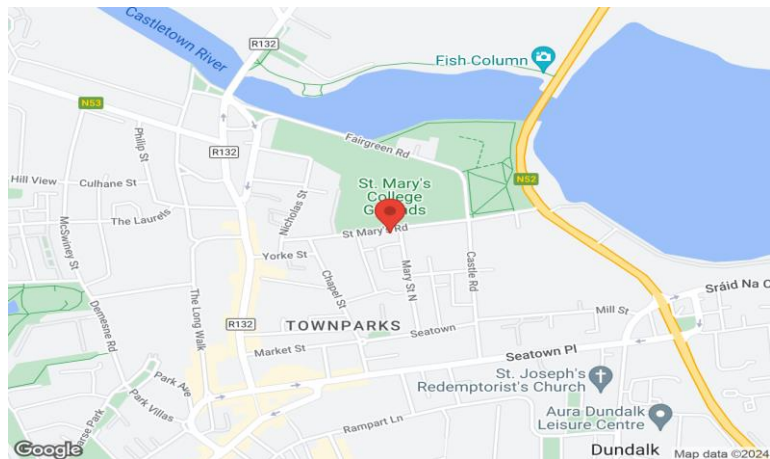 Castletown River
R132
Fish Column
N53
Philip St
R132
Fairgreen Rd
N52
Hill View
Culhane St
St. Mary's
College
Grounds
McSwiney St
The Laurels
Nicholas St
St Mary's Rd
Yorke St
Chapel St
Mary St N
Castle Rd
Demesne Rd
The Long Walk
R132
TOWNPARKS
Seatown
Mill St
Sráid Na C
Market St
Seatown Pl
Park Ave
St. Joseph's
Redemptorist's Church
Park Villas
Rampart Ln
Aura Dundalk
Leisure Centre
arse Park
Dundalk
Google
Map data ©2024